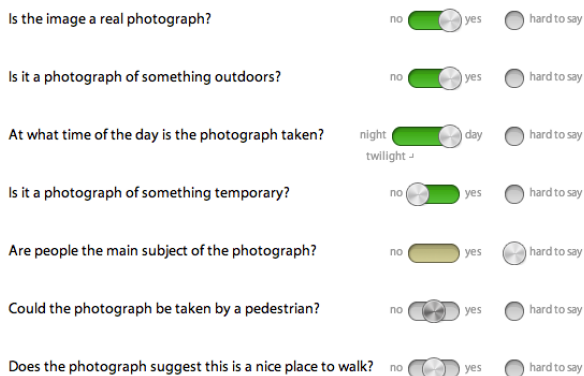 Is the image a real photograph? no yes hard to say
Is it a photograph of something outdoors? no yes hard to say
At what time of the day is the photograph taken? night day hard to say
twilight
Is it a photograph of something temporary? no yes hard to say
Are people the main subject of the photograph? no yes hard to say
Could the photograph be taken by a pedestrian? no yes hard to say
Does the photograph suggest this is a nice place to walk? no yes hard to say